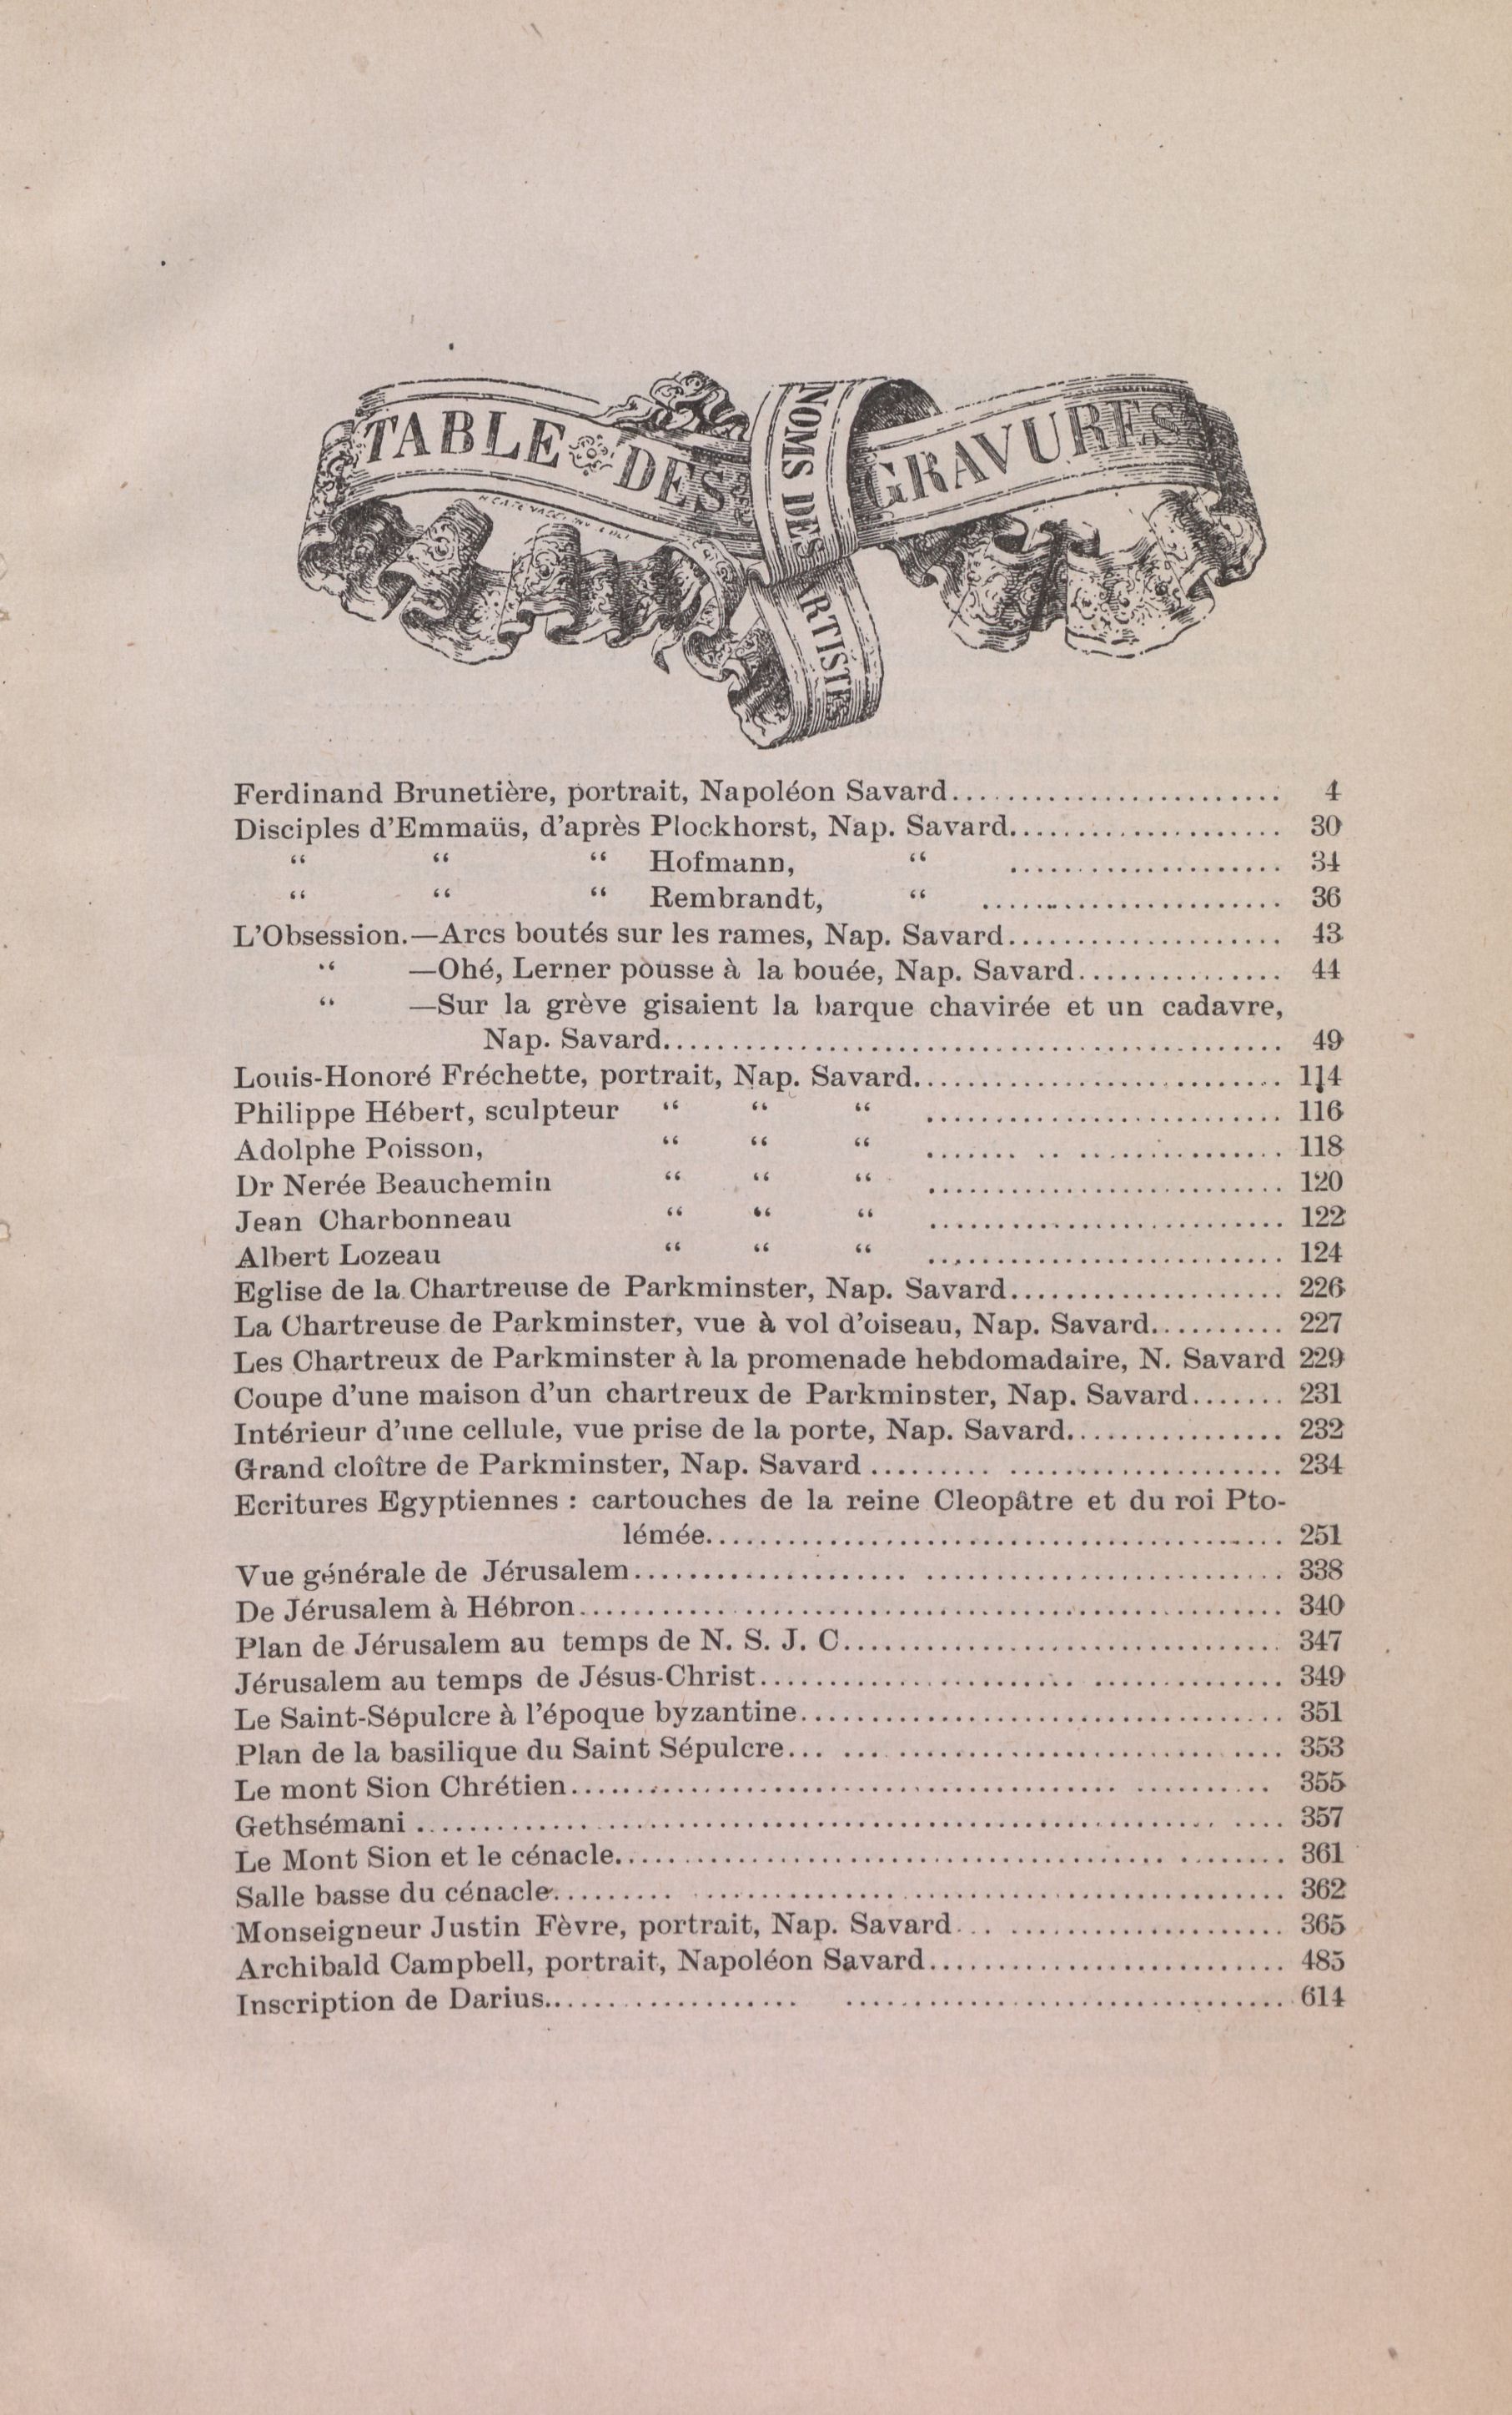 TABLE DES GRAVURES
NOMS DES ARTISTE
Ferdinand Brunetière, portrait, Napoléon Savard......................... 4
Disciples d'Emmaüs, d'après Plockhorst, Nap. Savard..................... 30
“ “ “ Hofmann, “ ..................... 34
“ “ “ Rembrandt, “ ....................... 36
L'Obsession.—Arcs boutés sur les rames, Nap. Savard..................... 43
“ —Ohé, Lerner pousse à la bouée, Nap. Savard................ 44
“ —Sur la grève gisaient la barque chavirée et un cadavre,
Nap. Savard............................................... 49
Louis-Honoré Fréchette, portrait, Nap. Savard............................ 114
Philippe Hébert, sculpteur “ “ “ ........................... 116
Adolphe Poisson, “ “ “ ....... .. ............... 118
Dr Nerée Beauchemin “ “ “ ........................... 120
Jean Charbonneau “ “ “ ........................... 122
Albert Lozeau “ “ “ ........................... 124
Eglise de la Chartreuse de Parkminster, Nap. Savard..................... 226
La Chartreuse de Parkminster, vue à vol d'oiseau, Nap. Savard.......... 227
Les Chartreux de Parkminster à la promenade hebdomadaire, N. Savard 229
Coupe d'une maison d'un chartreux de Parkminster, Nap. Savard....... 231
Intérieur d'une cellule, vue prise de la porte, Nap. Savard................ 232
Grand cloître de Parkminster, Nap. Savard ......... ..................... 234
Ecritures Egyptiennes : cartouches de la reine Cleopâtre et du roi Pto-
lémée............................................ 251
Vue générale de Jérusalem..................... ........................... 338
De Jérusalem à Hébron...................................................... 340
Plan de Jérusalem au temps de N. S. J. C.................................. 347
Jérusalem au temps de Jésus-Christ........................ ............... 349
Le Saint-Sépulcre à l'époque byzantine..................................... 351
Plan de la basilique du Saint Sépulcre... ... ............................. 353
Le mont Sion Chrétien.......................................... .......... 355
Gethsémani ............................................................. .... 357
Le Mont Sion et le cénacle.......................................... ........ 361
Salle basse du cénacle......... ............................................. 362
Monseigneur Justin Fèvre, portrait, Nap. Savard... ..................... 365
Archibald Campbell, portrait, Napoléon Savard........................... 485
Inscription de Darius................... .................................. 614